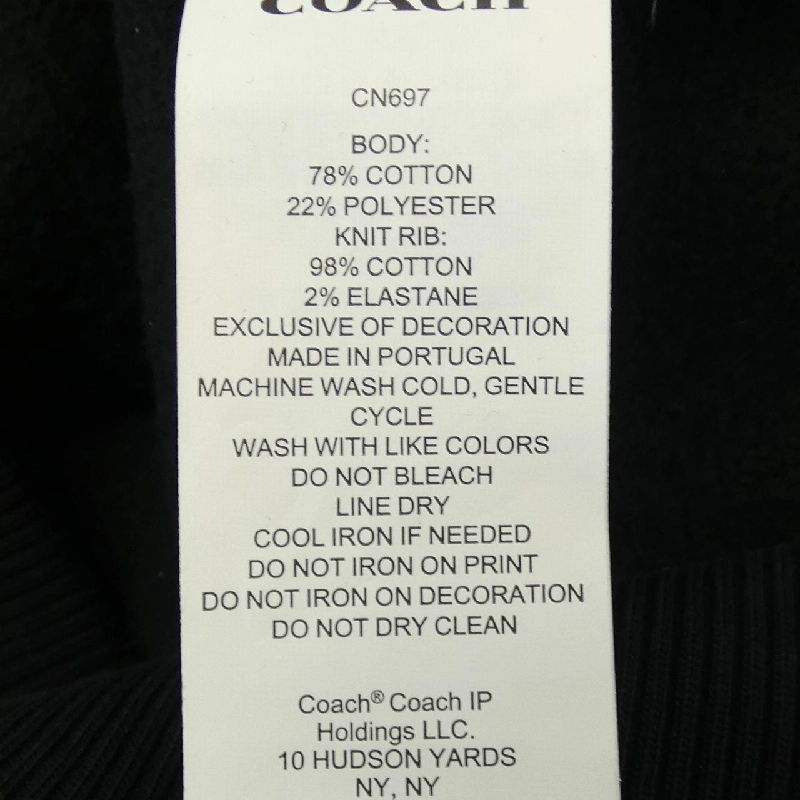 COACH
CN697
BODY:
78% COTTON
22% POLYESTER
KNIT RIB:
98% COTTON
2% ELASTANE
EXCLUSIVE OF DECORATION
MADE IN PORTUGAL
MACHINE WASH COLD, GENTLE
CYCLE
WASH WITH LIKE COLORS
DO NOT BLEACH
LINE DRY
COOL IRON IF NEEDED
DO NOT IRON ON PRINT
DO NOT IRON ON DECORATION
DO NOT DRY CLEAN
Coach® Coach IP
Holdings LLC.
10 HUDSON YARDS
NY, NY